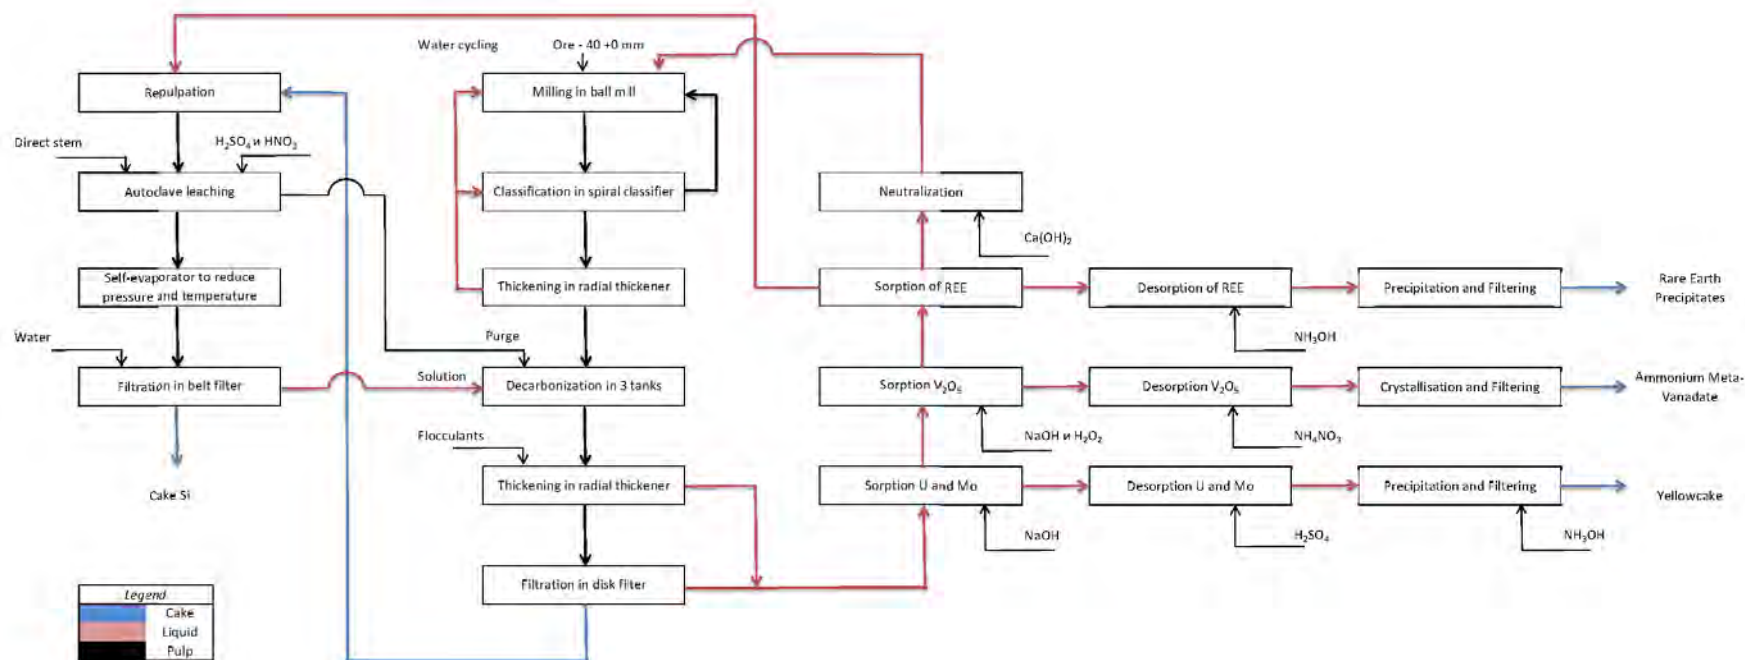 Water cycling
Ore - 40 +0 mm
Repulpation
Milling in ball mill
Direct stem
H₂SO₄ и HNO₃
Autoclave leaching
Classification in spiral classifier
Neutralization
Ca(OH)₂
Self-evaporator to reduce
pressure and temperature
Thickening in radial thickener
Sorption of REE
Desorption of REE
Precipitation and Filtering
Rare Earth
Precipitates
Water
Purge
NH₃OH
Filtration in belt filter
Solution
Decarbonization in 3 tanks
Sorption V₂O₅
Desorption V₂O₅
Crystallisation and Filtering
Ammonium Meta-
Vanadate
Flocculants
NaOH и H₂O₂
NH₄NO₃
Cake Si
Thickening in radial thickener
Sorption U and Mo
Desorption U and Mo
Precipitation and Filtering
Yellowcake
NaOH
H₂SO₄
NH₃OH
Filtration in disk filter
Legend
Cake
Liquid
Pulp